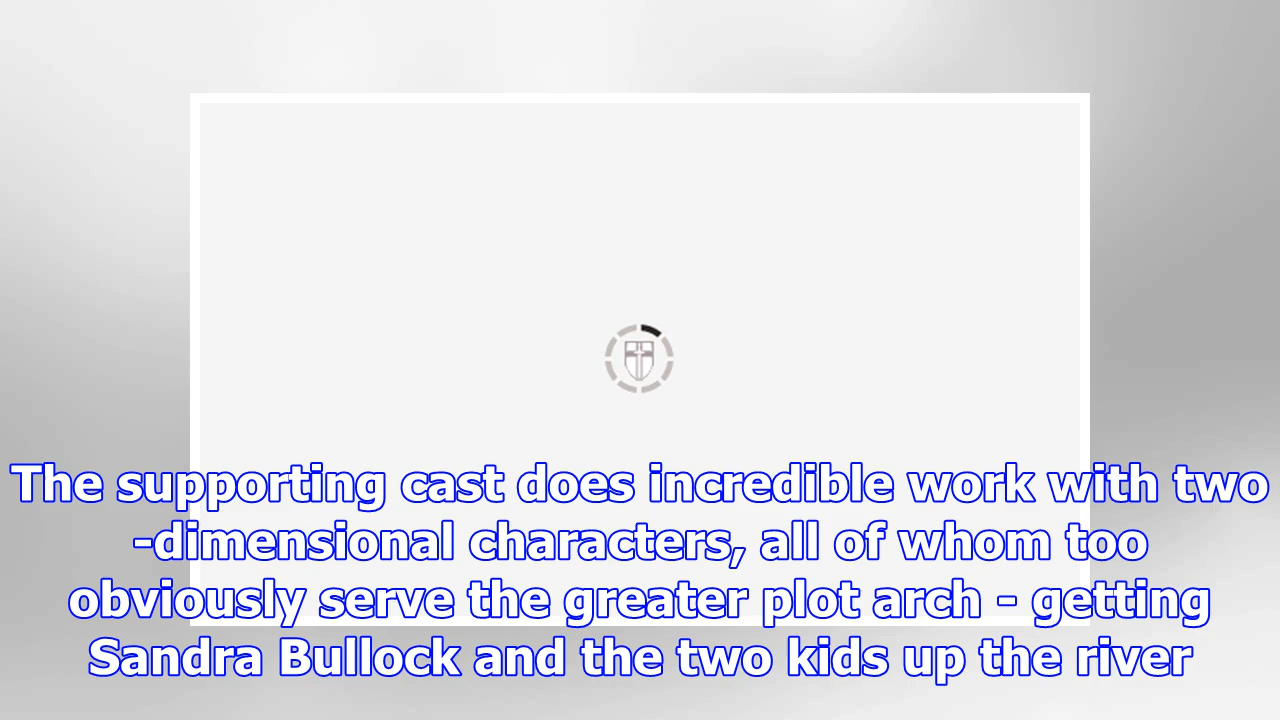 The supporting cast does incredible work with two
-dimensional characters, all of whom too
obviously serve the greater plot arch - getting
Sandra Bullock and the two kids up the river